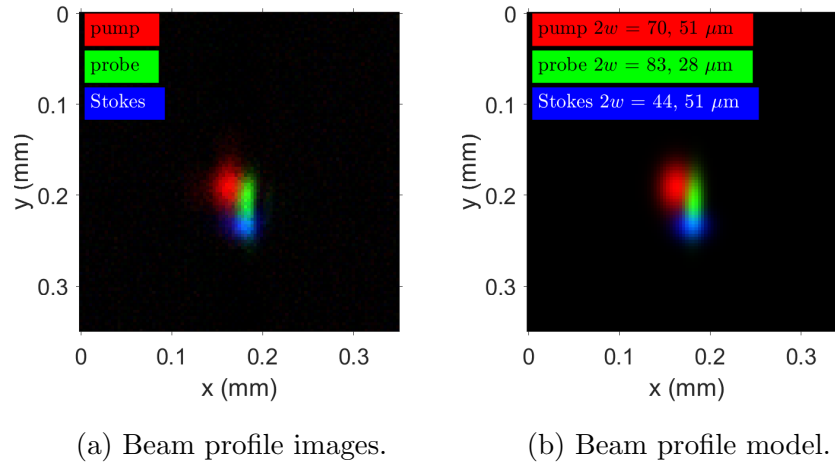 0
pump
probe
Stokes
0.1
0.2
0.3
y (mm)
0
0.1
0.2
0.3
x (mm)
(a) Beam profile images.
0
pump 2w = 70, 51 μm
probe 2w = 83, 28 μm
Stokes 2w = 44, 51 μm
0.1
0.2
0.3
y (mm)
0
0.1
0.2
0.3
x (mm)
(b) Beam profile model.